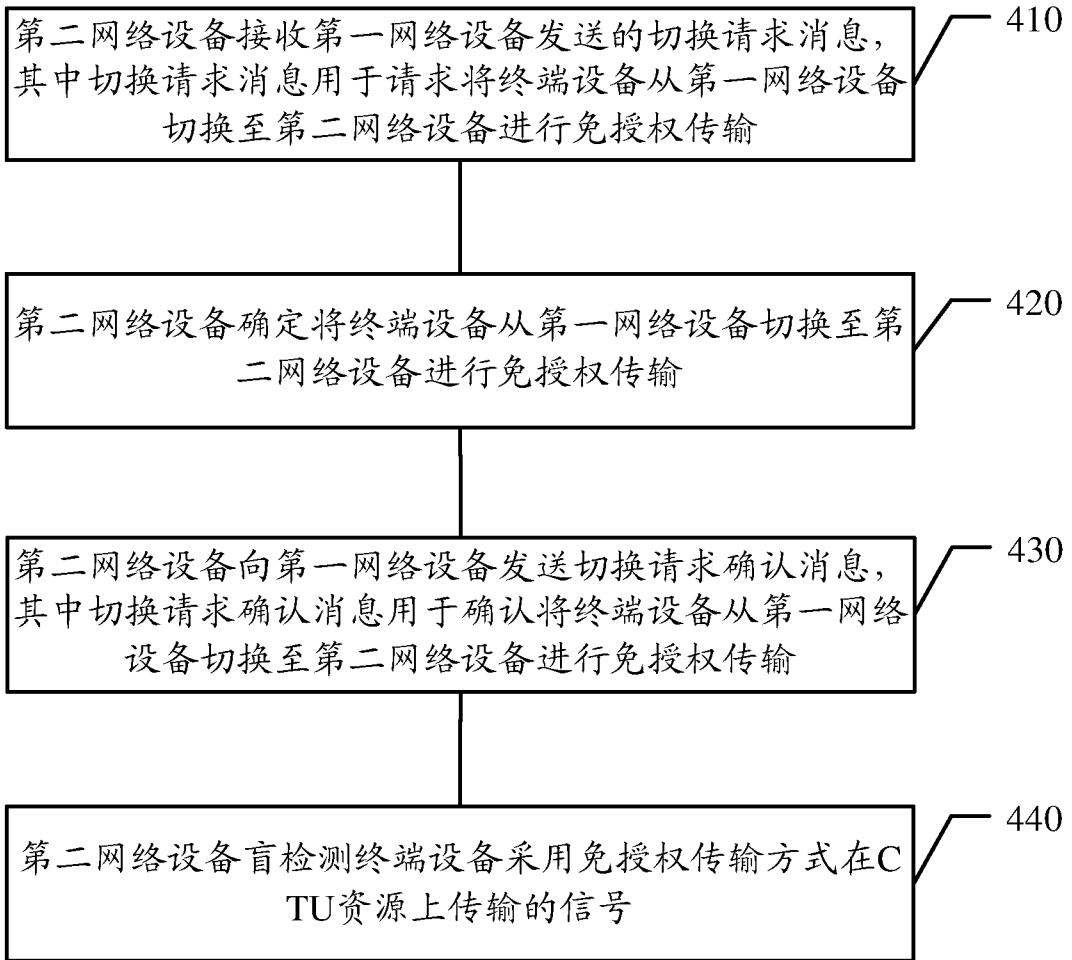 第二网络设备接收第一网络设备发送的切换请求消息，
其中切换请求消息用于请求将终端设备从第一网络设备
切换至第二网络设备进行免授权传输
410
第二网络设备确定将终端设备从第一网络设备切换至第
二网络设备进行免授权传输
420
第二网络设备向第一网络设备发送切换请求确认消息，
其中切换请求确认消息用于确认将终端设备从第一网络
设备切换至第二网络设备进行免授权传输
430
第二网络设备盲检测终端设备采用免授权传输方式在C
TU资源上传输的信号
440